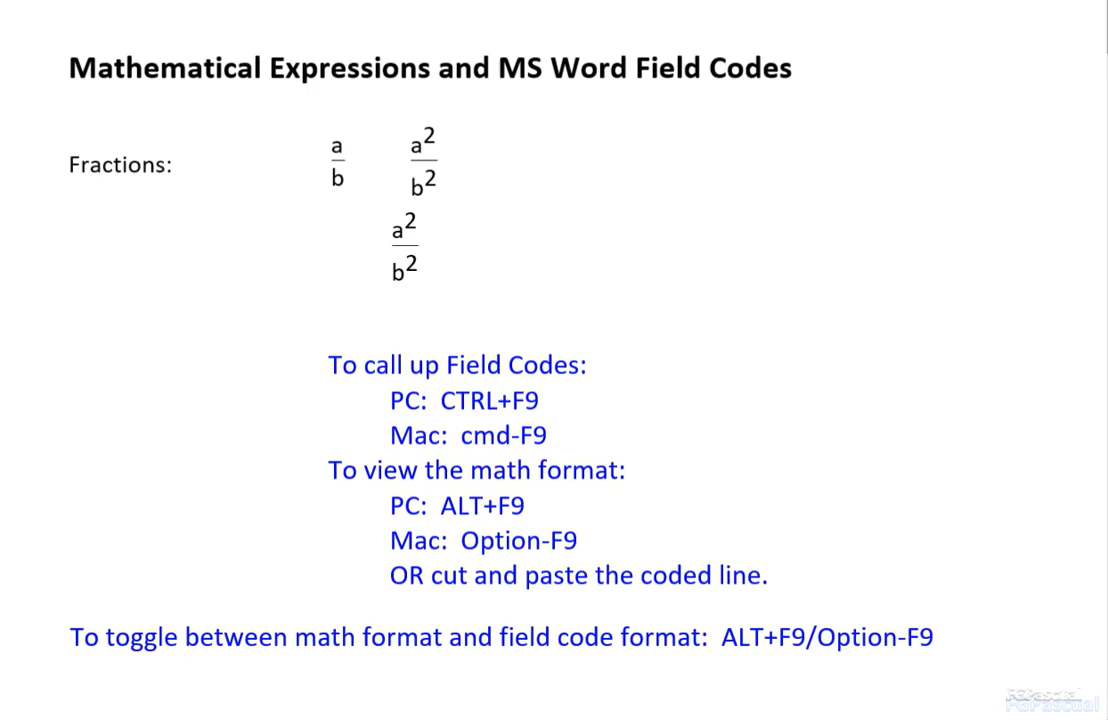 Mathematical Expressions and MS Word Field Codes
Fractions:
a/b a²/b²
a²/b²
To call up Field Codes:
PC: CTRL+F9
Mac: cmd-F9
To view the math format:
PC: ALT+F9
Mac: Option-F9
OR cut and paste the coded line.
To toggle between math format and field code format: ALT+F9/Option-F9
PGPascual